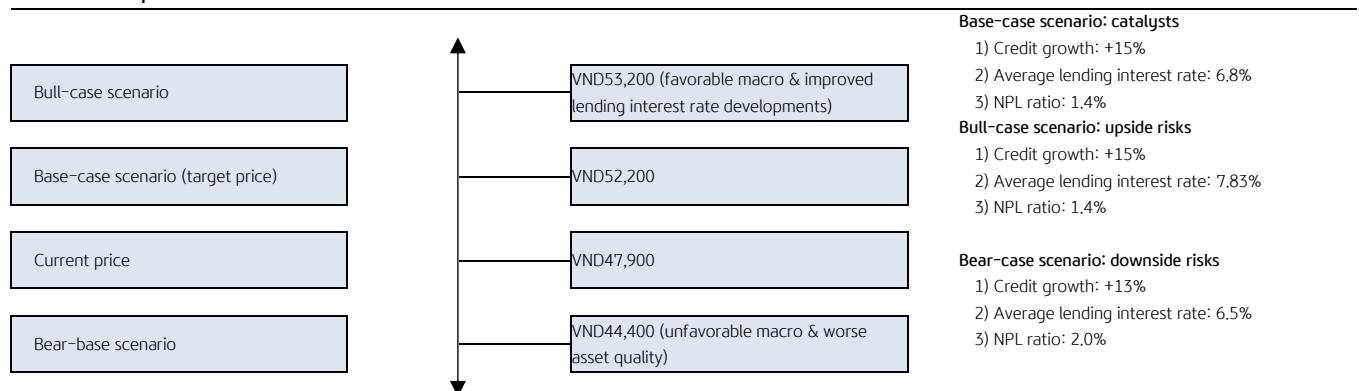 Bull-case scenario
VND53,200 (favorable macro & improved
lending interest rate developments)
Base-case scenario (target price)
VND52,200
Current price
VND47,900
Bear-base scenario
VND44,400 (unfavorable macro & worse
asset quality)
Base-case scenario: catalysts
1) Credit growth: +15%
2) Average lending interest rate: 6.8%
3) NPL ratio: 1.4%
Bull-case scenario: upside risks
1) Credit growth: +15%
2) Average lending interest rate: 7.83%
3) NPL ratio: 1.4%
Bear-case scenario: downside risks
1) Credit growth: +13%
2) Average lending interest rate: 6.5%
3) NPL ratio: 2.0%